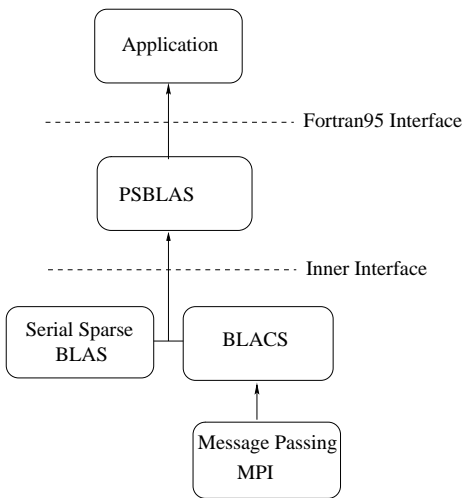 Application
Fortran95 Interface
PSBLAS
Inner Interface
Serial Sparse
BLAS
BLACS
Message Passing
MPI